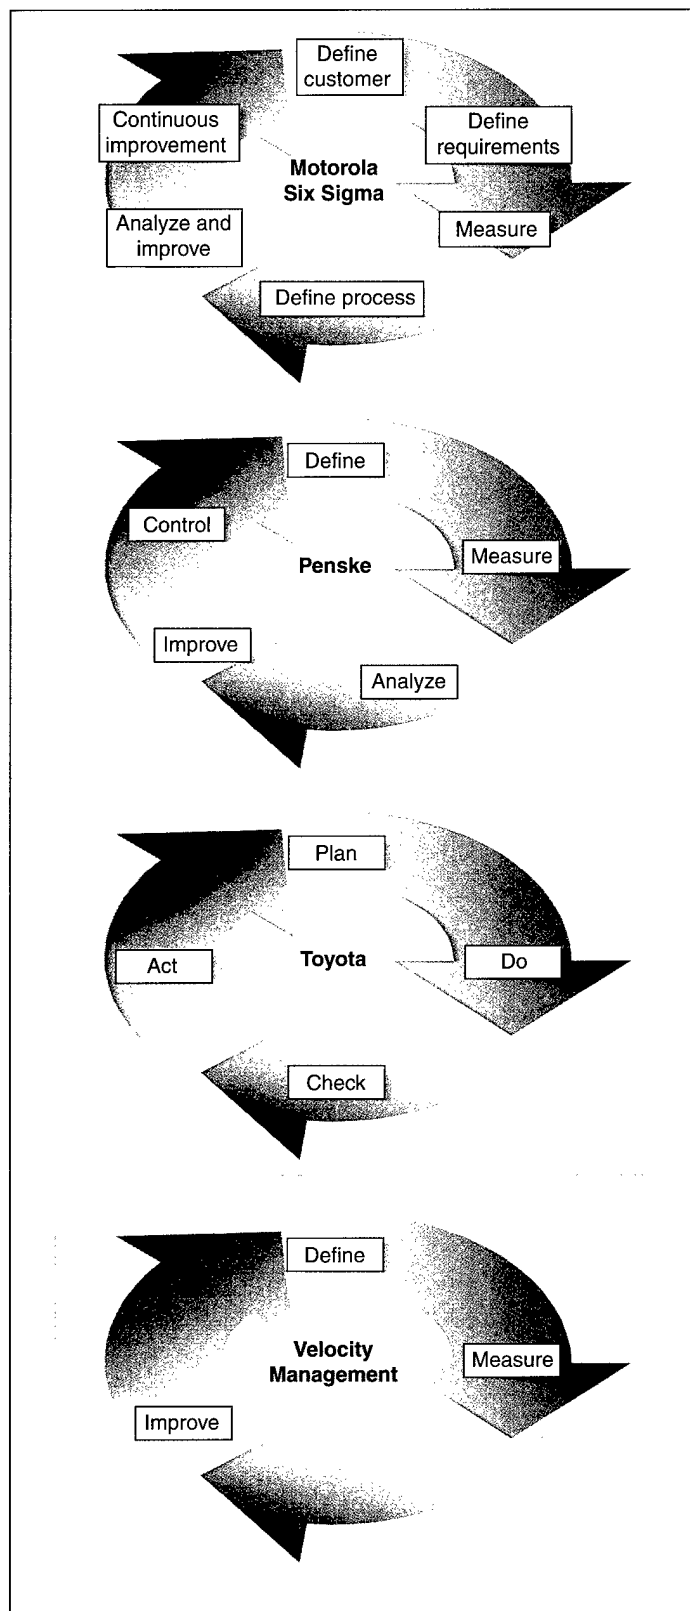 Define
customer
Continuous
improvement
Define
requirements
Motorola
Six Sigma
Analyze and
improve
Measure
Define process
Define
Control
Penske
Measure
Improve
Analyze
Plan
Act
Toyota
Do
Check
Define
Velocity
Management
Measure
Improve